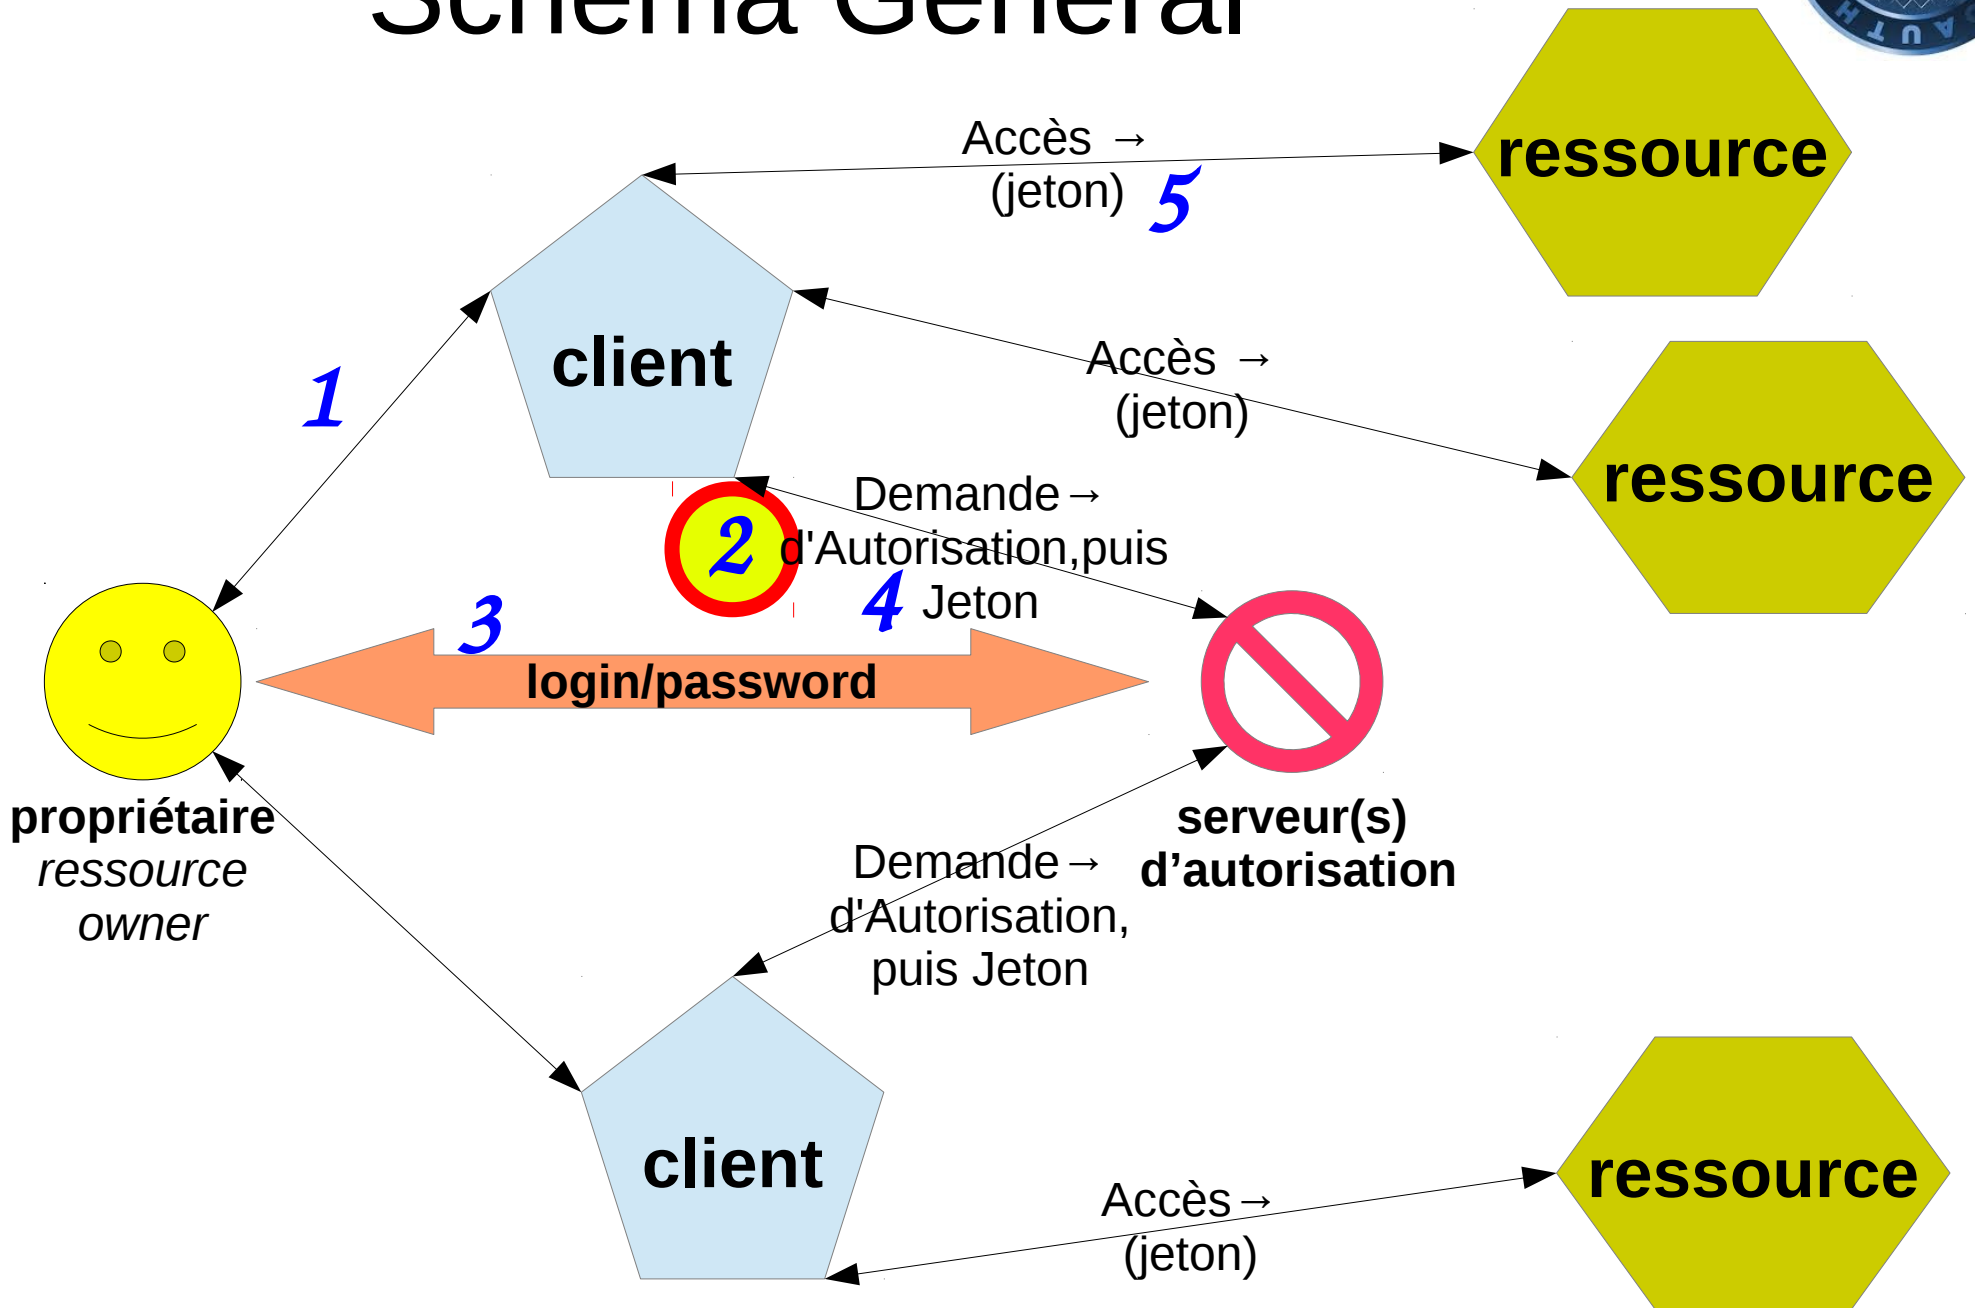 Schéma Général
AUTH
Accès →
(jeton)
5
ressource
client
1
Accès →
(jeton)
ressource
Demande→
d'Autorisation,puis
Jeton
2
4
3
login/password
propriétaire
ressource
owner
serveur(s)
d’autorisation
Demande→
d'Autorisation,
puis Jeton
client
Accès→
(jeton)
ressource